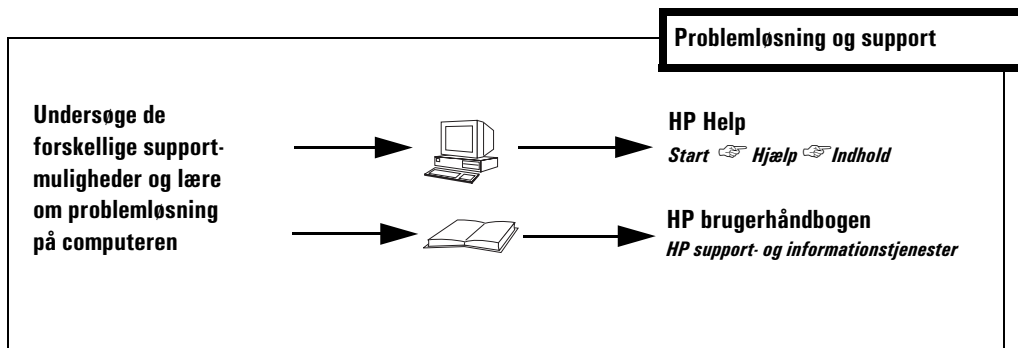 Problemløsning og support
Undersøge de
forskellige support-
muligheder og lære
om problemløsning
på computeren
HP Help
Start ☞ Hjælp ☞ Indhold
HP brugerhåndbogen
HP support- og informationstjenester